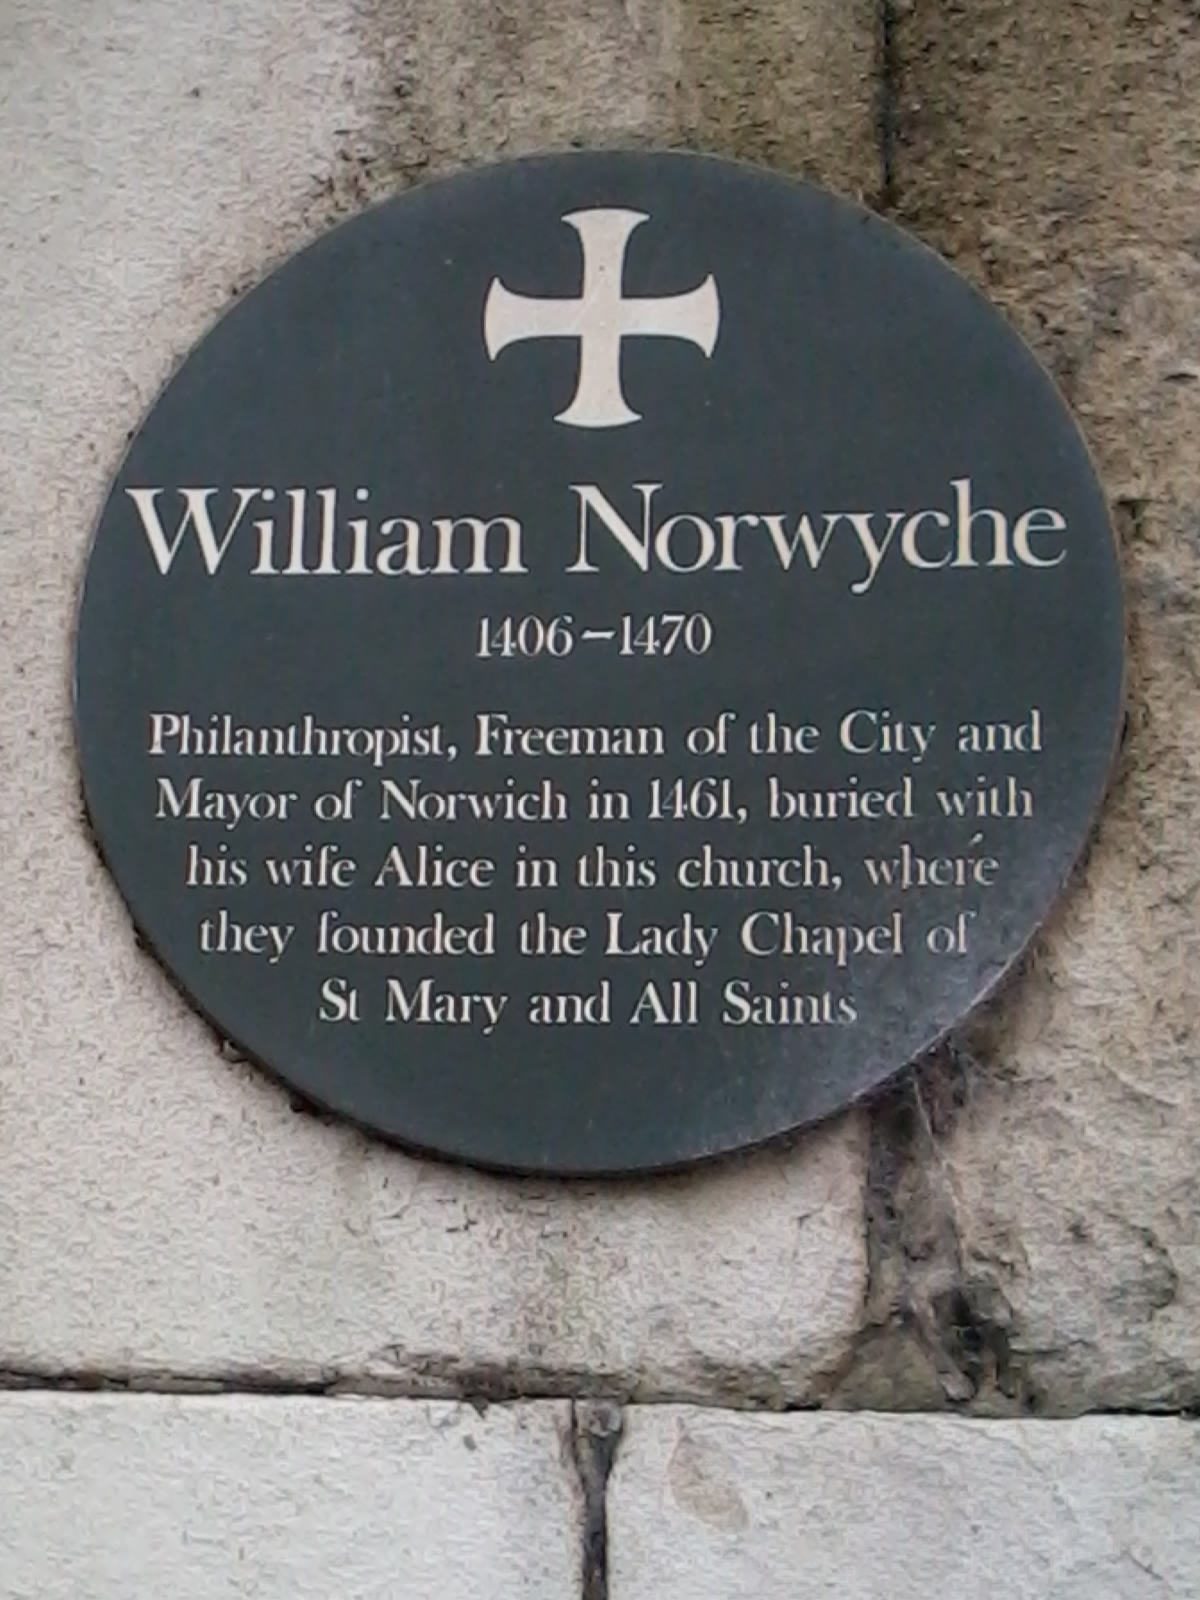 William Norwyche
1406–1470
Philanthropist, Freeman of the City and
Mayor of Norwich in 1461, buried with
his wife Alice in this church, where
they founded the Lady Chapel of
St Mary and All Saints